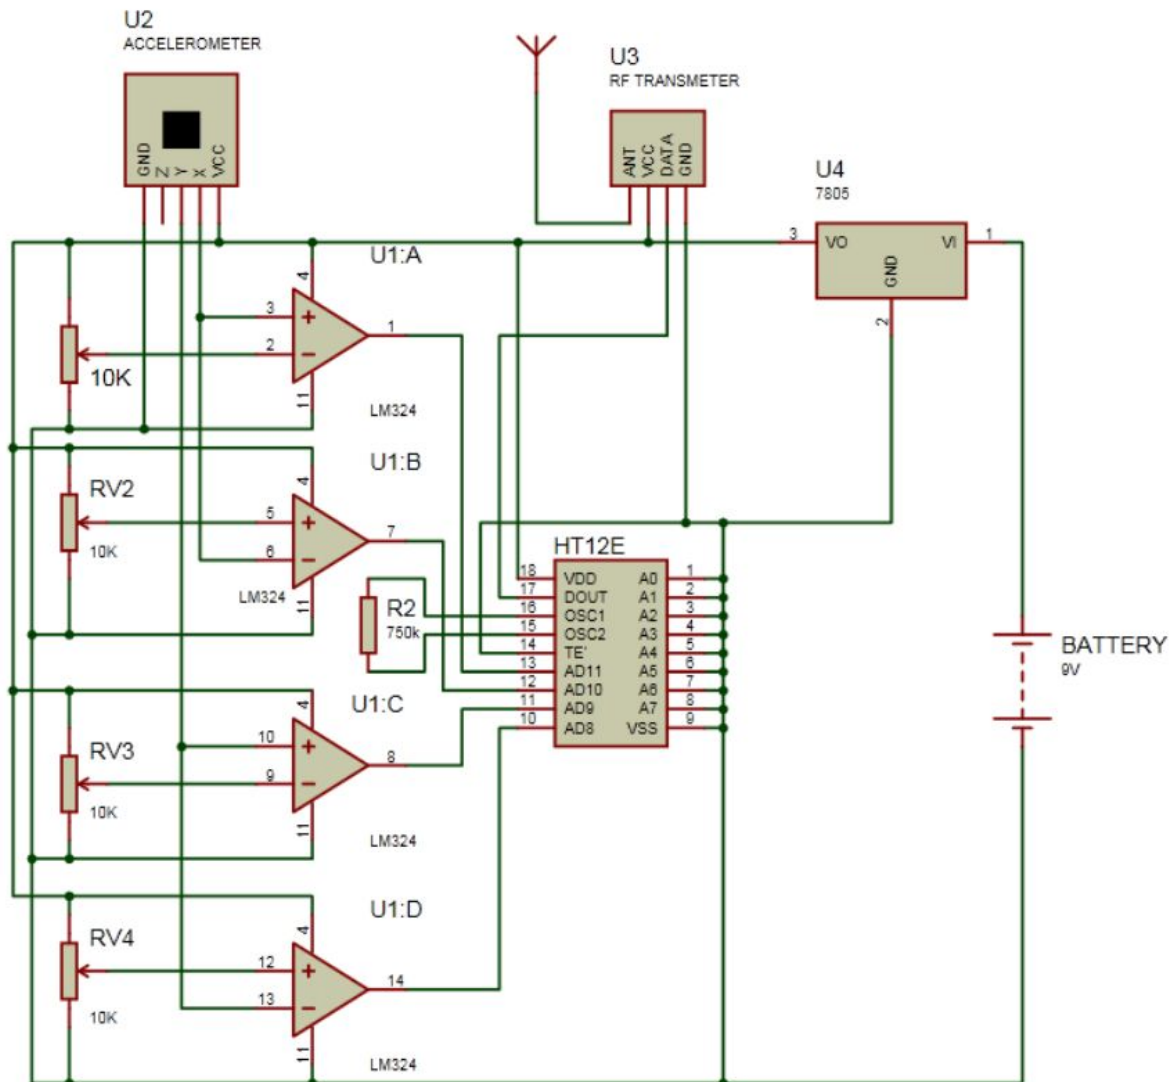 U2
ACCELEROMETER
GND
Z
Y
X
VCC
U3
RF TRANSMETER
ANT
VCC
DATA
GND
U4
7805
3
VO
VI
1
GND
2
U1:A
4
3
+
2
-
1
11
LM324
10K
U1:B
4
5
+
6
-
7
11
LM324
RV2
10K
R2
750k
HT12E
18 VDD A0 1
17 DOUT A1 2
16 OSC1 A2 3
15 OSC2 A3 4
14 TE' A4 5
13 AD11 A5 6
12 AD10 A6 7
11 AD9 A7 8
10 AD8 VSS 9
BATTERY
9V
U1:C
4
10
+
9
-
8
11
LM324
RV3
10K
U1:D
4
12
+
13
-
14
11
LM324
RV4
10K